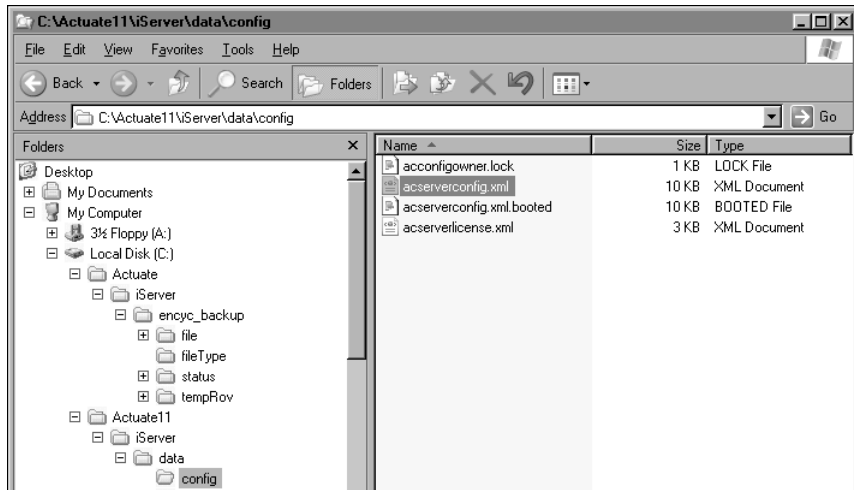 C:\Actuate11\iServer\data\config
File Edit View Favorites Tools Help
Back Search Folders
Address C:\Actuate11\iServer\data\config Go
Folders x Name Size Type
Desktop
My Documents
My Computer
3½ Floppy (A:)
Local Disk (C:)
Actuate
iServer
encyc_backup
file
fileType
status
tempRov
Actuate11
iServer
data
config
acconfigowner.lock 1 KB LOCK File
acserverconfig.xml 10 KB XML Document
acserverconfig.xml.booted 10 KB BOOTED File
acserverlicense.xml 3 KB XML Document